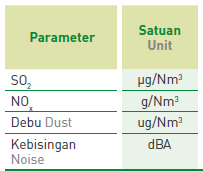 Parameter
Satuan
Unit
SO₂
µg/Nm³
NOₓ
g/Nm³
Debu Dust
ug/Nm³
Kebisingan
Noise
dBA